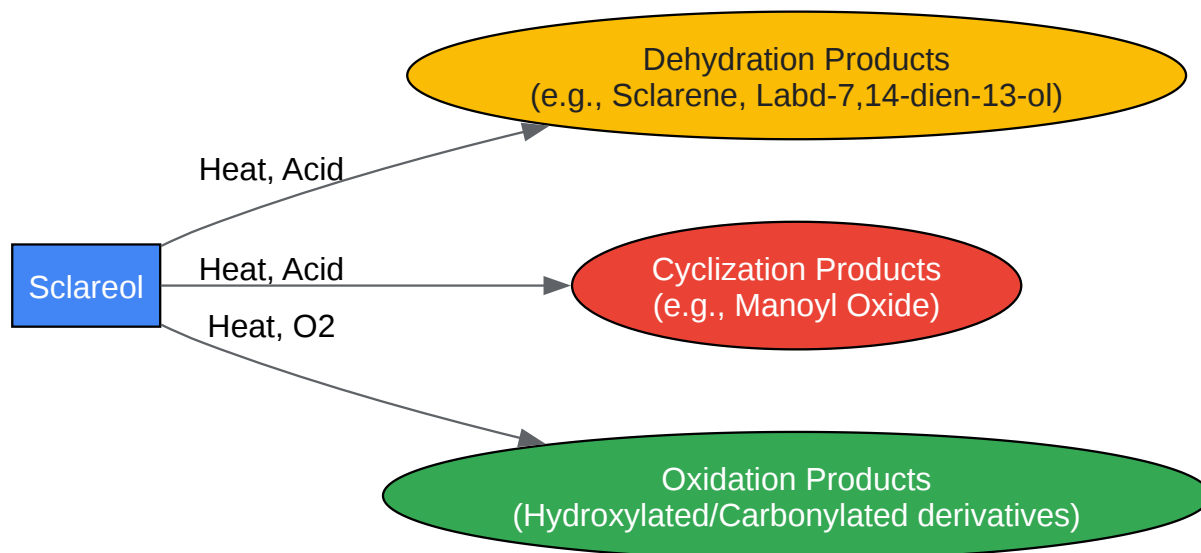 Dehydration Products
(e.g., Sclarene, Labd-7,14-dien-13-ol)
Heat, Acid
Sclareol
Heat, Acid
Cyclization Products
(e.g., Manoyl Oxide)
Heat, O2
Oxidation Products
(Hydroxylated/Carbonylated derivatives)